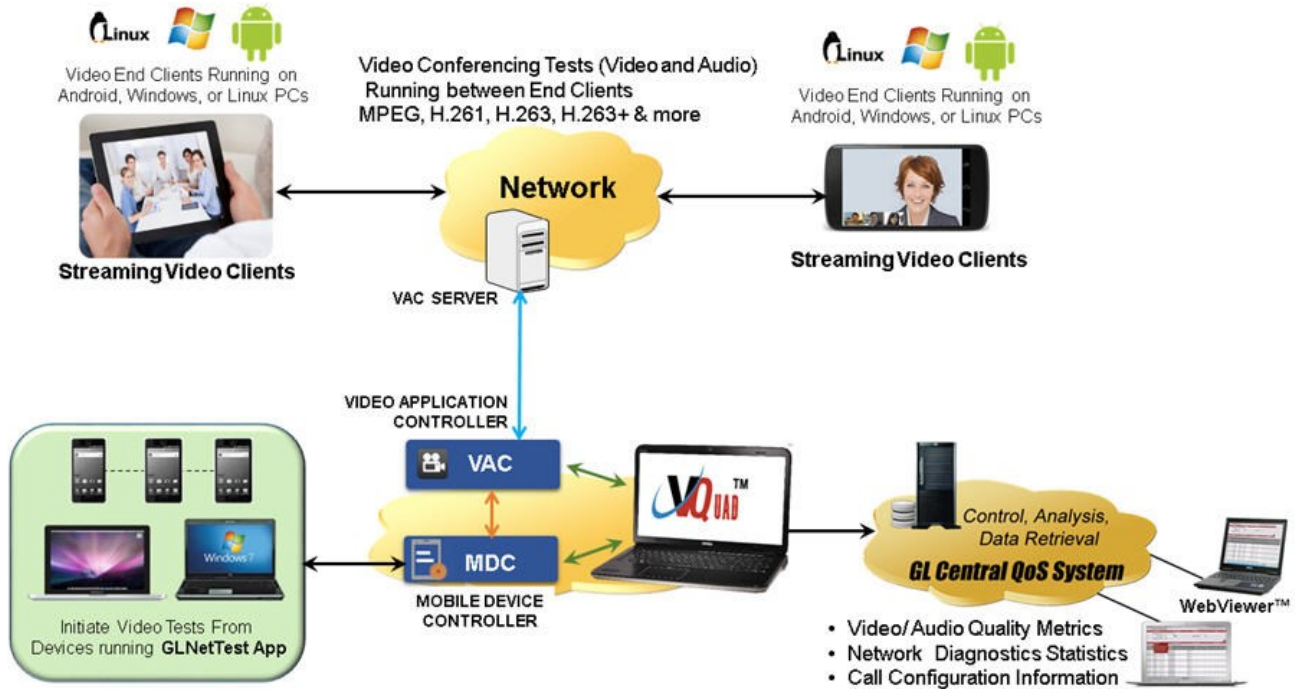 Linux
Video End Clients Running on
Android, Windows, or Linux PCs
Streaming Video Clients
Video Conferencing Tests (Video and Audio)
Running between End Clients
MPEG, H.261, H.263, H.263+ & more
Network
VAC SERVER
Linux
Video End Clients Running on
Android, Windows, or Linux PCs
Streaming Video Clients
VIDEO APPLICATION
CONTROLLER
VAC
MDC
MOBILE DEVICE
CONTROLLER
Windows 7
Initiate Video Tests From
Devices running GLNetTest App
VQUAD™
Control, Analysis,
Data Retrieval
GL Central QoS System
WebViewer™
• Video/Audio Quality Metrics
• Network Diagnostics Statistics
• Call Configuration Information